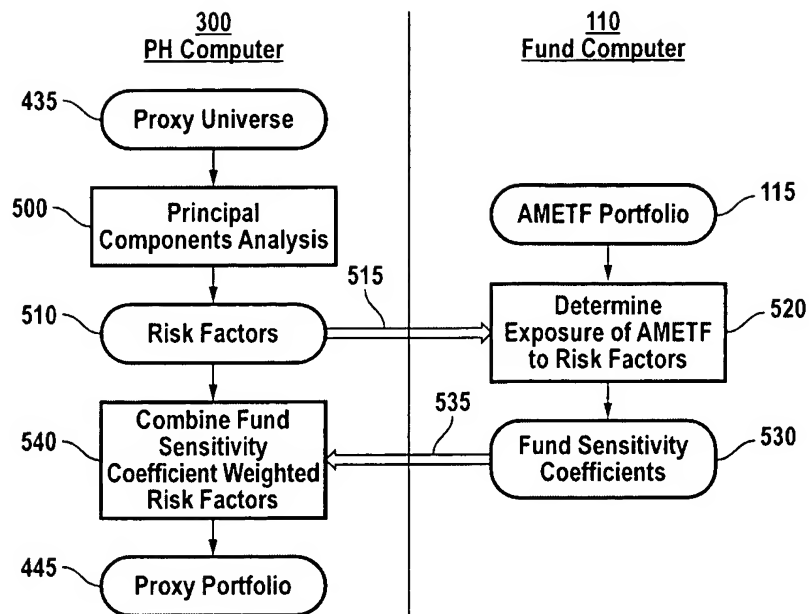 300
PH Computer
110
Fund Computer
435
Proxy Universe
500
Principal
Components Analysis
AMETF Portfolio
115
515
510
Risk Factors
Determine
Exposure of AMETF
to Risk Factors
520
535
540
Combine Fund
Sensitivity
Coefficient Weighted
Risk Factors
Fund Sensitivity
Coefficients
530
445
Proxy Portfolio